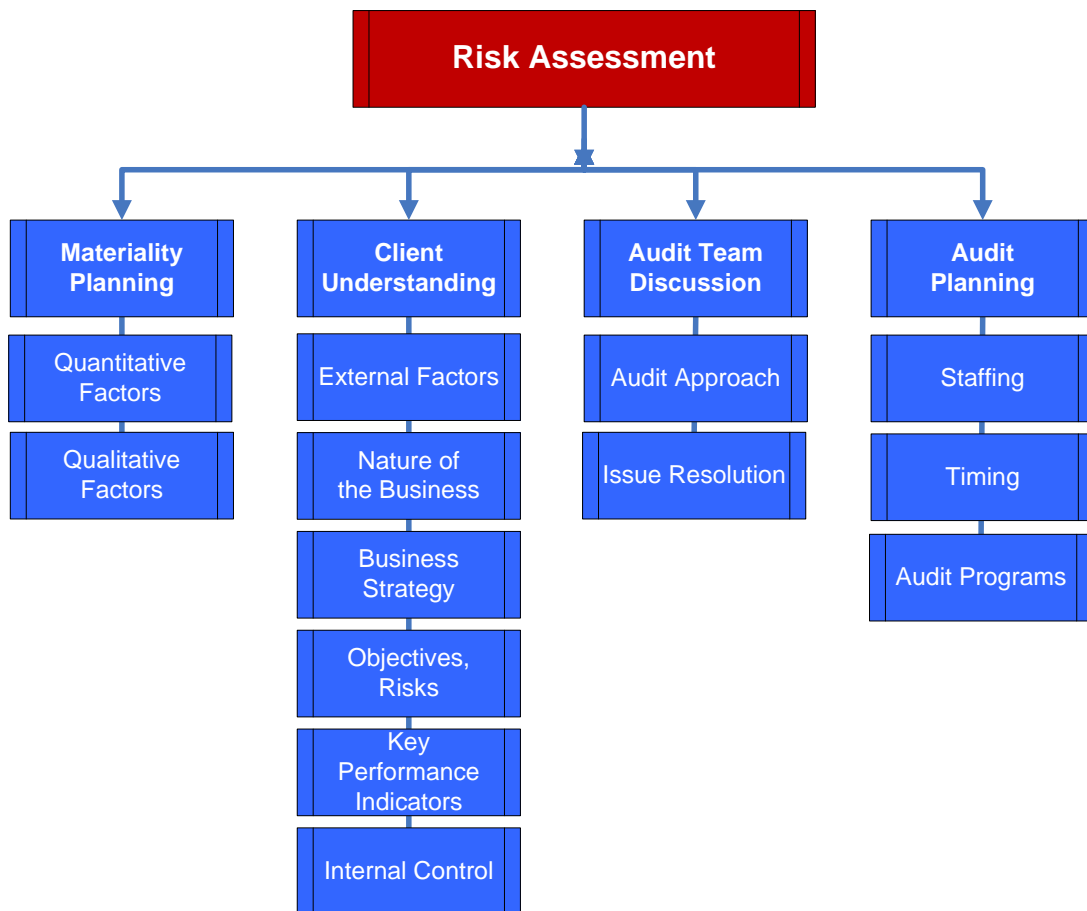 Risk Assessment
Materiality
Planning
Quantitative
Factors
Qualitative
Factors
Client
Understanding
External Factors
Nature of
the Business
Business
Strategy
Objectives,
Risks
Key
Performance
Indicators
Internal Control
Audit Team
Discussion
Audit Approach
Issue Resolution
Audit
Planning
Staffing
Timing
Audit Programs